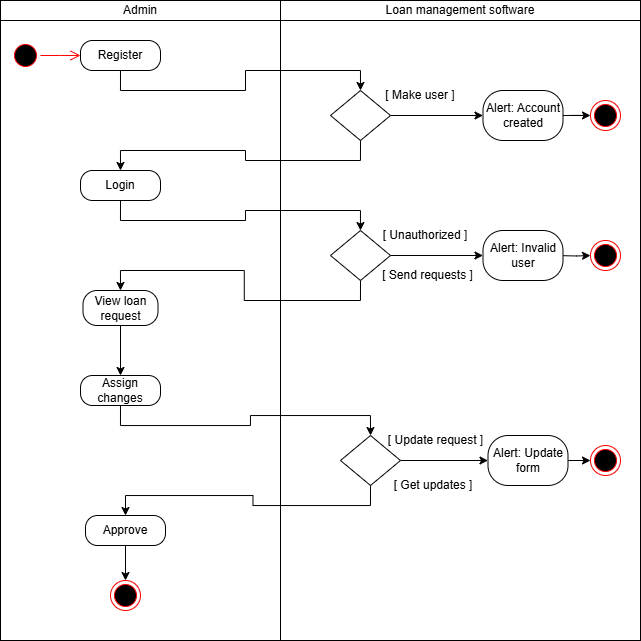 Admin
Loan management software
Register
[ Make user ]
Alert: Account
created
Login
[ Unauthorized ]
Alert: Invalid
user
[ Send requests ]
View loan
request
Assign
changes
[ Update request ]
Alert: Update
form
[ Get updates ]
Approve